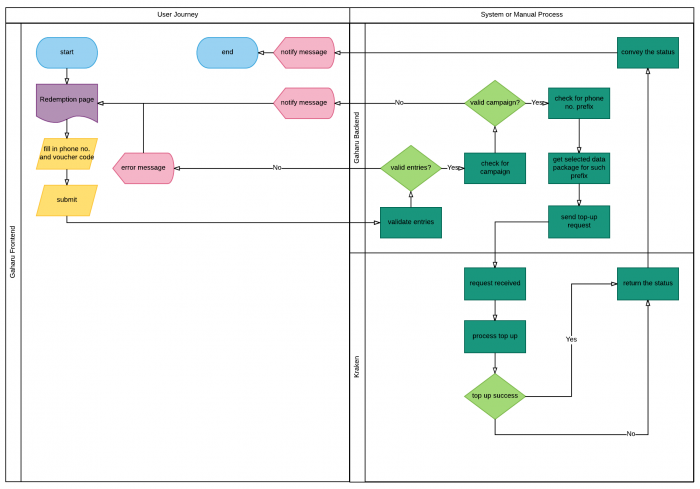 User Journey
System or Manual Process
Gaharu Frontend
Gaharu Backend
Kraken
start
end
notify message
convey the status
Redemption page
notify message
No
valid campaign?
Yes
check for phone
no. prefix
fill in phone no.
and voucher code
error message
No
valid entries?
Yes
check for
campaign
get selected data
package for such
prefix
submit
validate entries
send top-up
request
request received
return the status
process top up
Yes
top up success
No